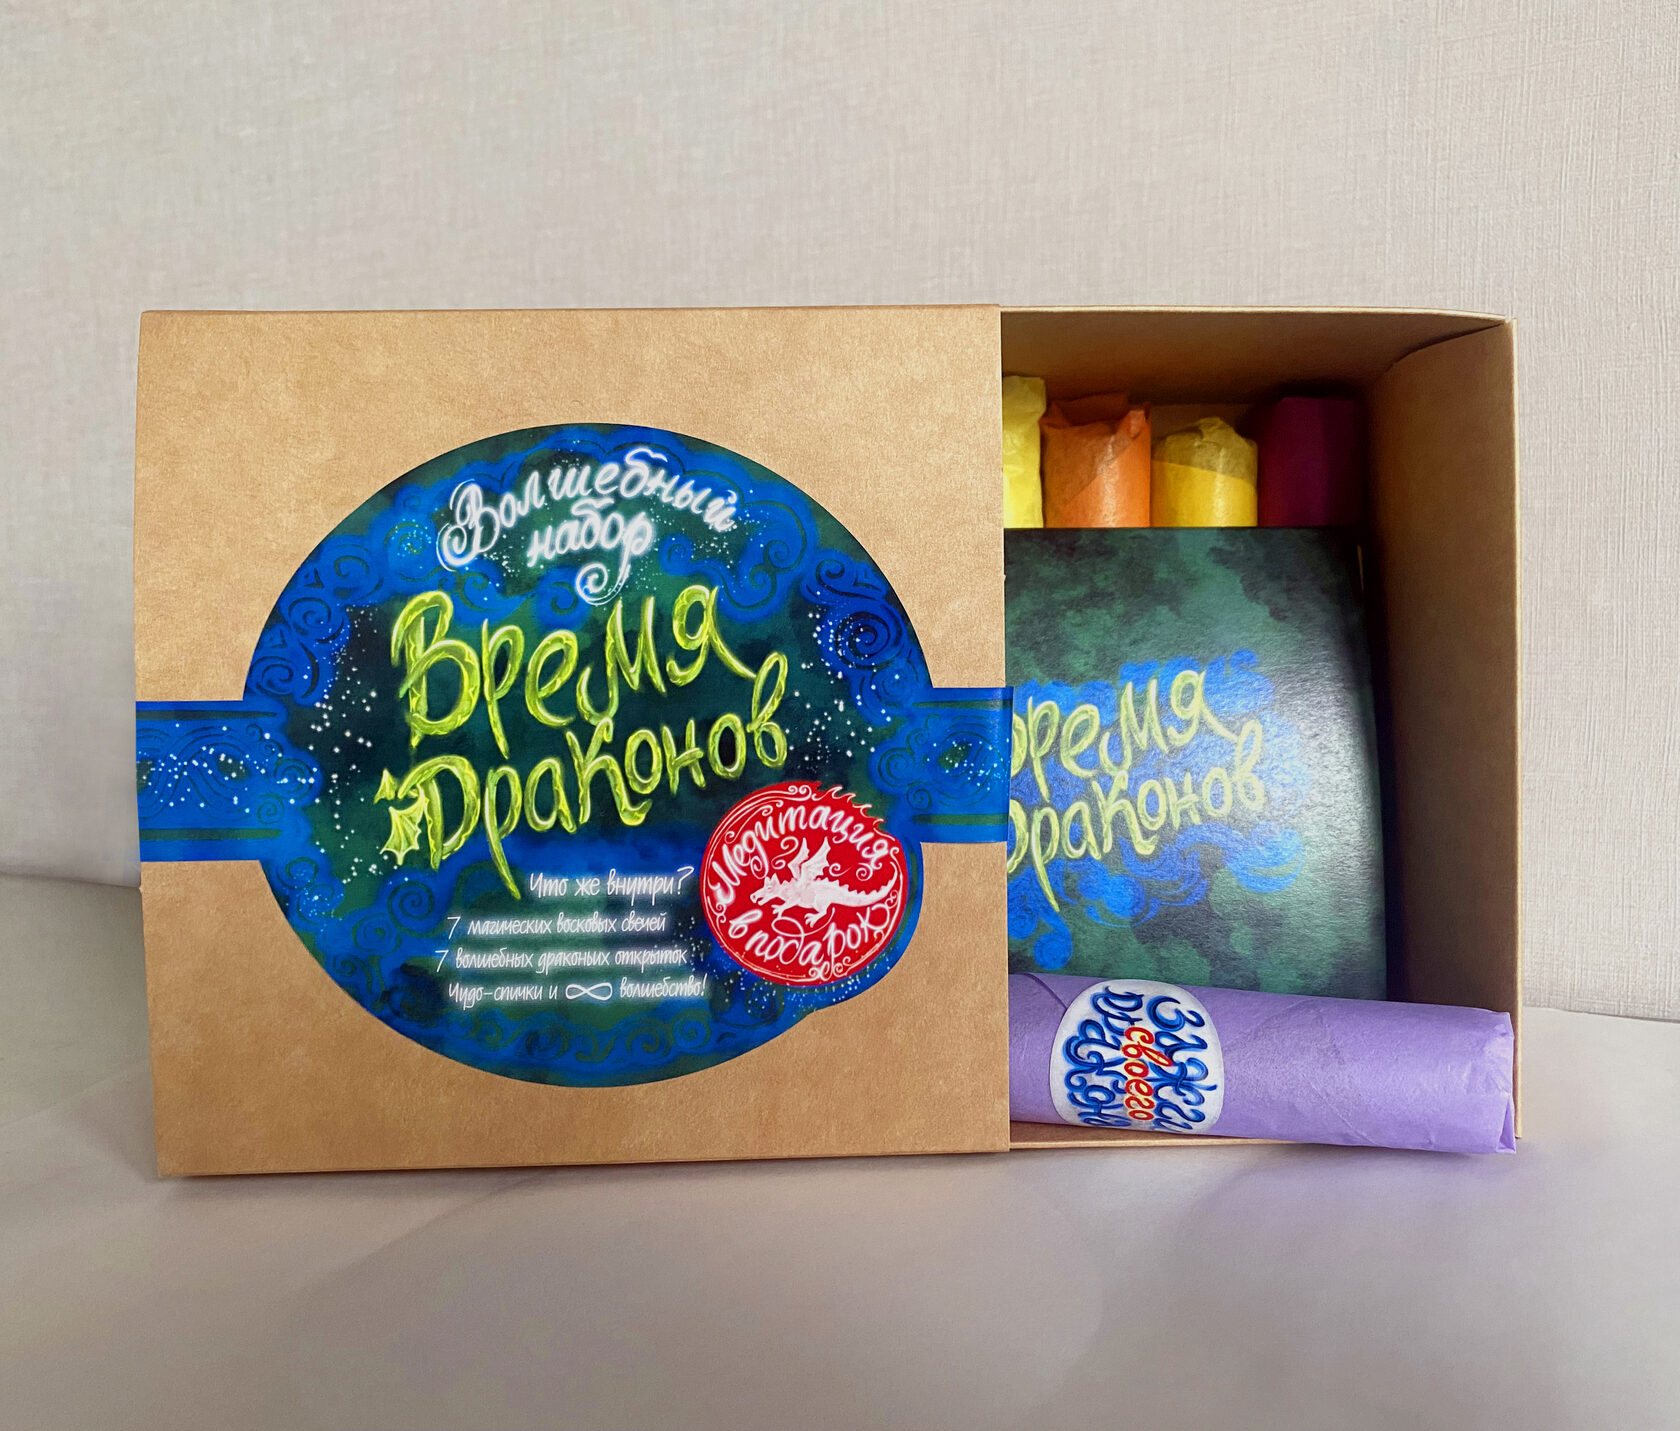 Волшебный
набор
Время
Драконов
Что же внутри?
7 магических восковых свечей
7 волшебных драконьих открыток
Чудо-спички и ∞ волшебство!
Медитация
в подарок
Время
Драконов
Зажги
своего
дракона